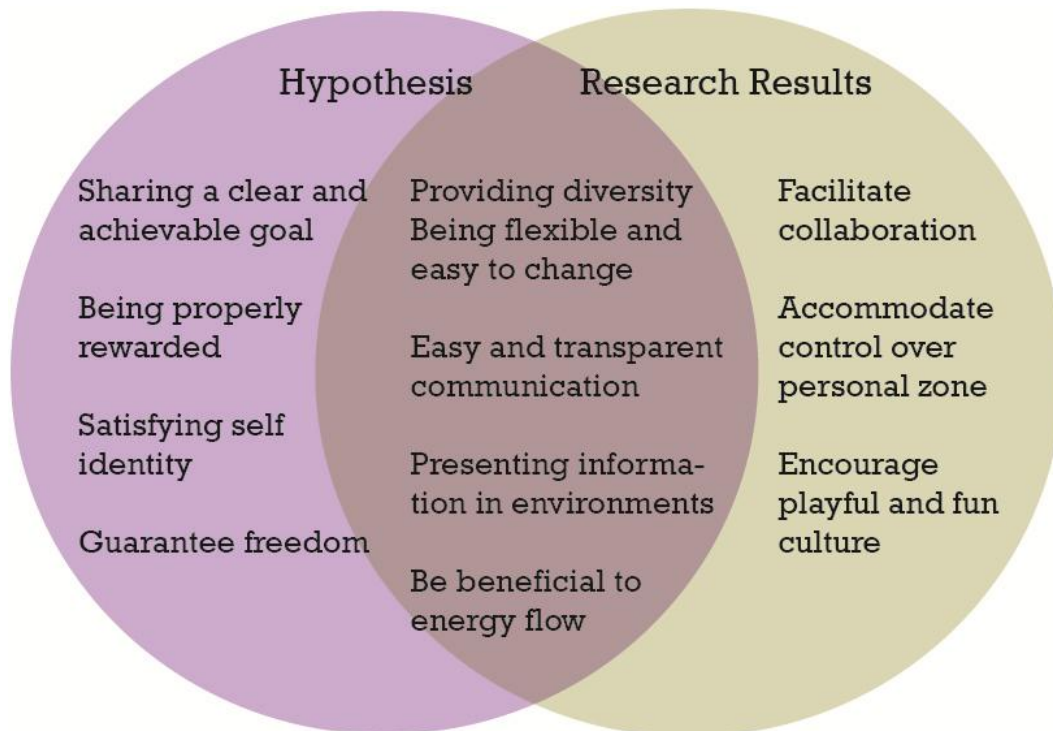 Hypothesis
Research Results
Sharing a clear and
achievable goal
Being properly
rewarded
Satisfying self
identity
Guarantee freedom
Providing diversity
Being flexible and
easy to change
Easy and transparent
communication
Presenting informa-
tion in environments
Be beneficial to
energy flow
Facilitate
collaboration
Accommodate
control over
personal zone
Encourage
playful and fun
culture